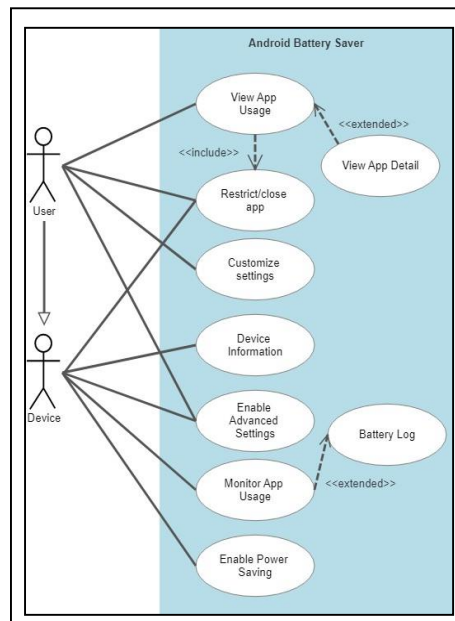 Android Battery Saver
View App
Usage
<<extended>>
<<include>>
View App Detail
User
Restrict/close
app
Customize
settings
Device
Information
Device
Enable
Advanced
Settings
Battery Log
Monitor App
Usage
<<extended>>
Enable Power
Saving